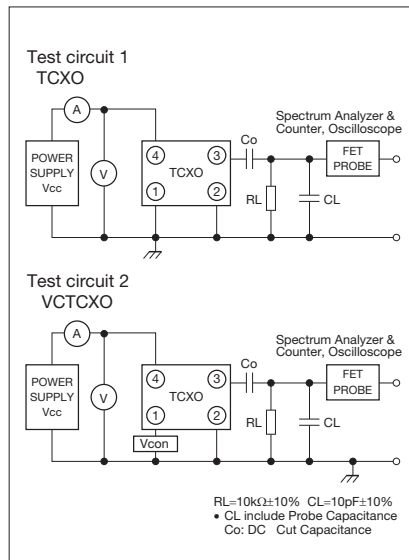 Test circuit 1
TCXO
A
POWER
SUPPLY
Vcc
V
4
3
TCXO
1
2
Co
RL
CL
Spectrum Analyzer &
Counter, Oscilloscope
FET
PROBE
Test circuit 2
VCTCXO
A
POWER
SUPPLY
Vcc
V
4
3
TCXO
1
2
Vcon
Co
RL
CL
Spectrum Analyzer &
Counter, Oscilloscope
FET
PROBE
RL=10kΩ±10% CL=10pF±10%
• CL include Probe Capacitance
Co: DC Cut Capacitance